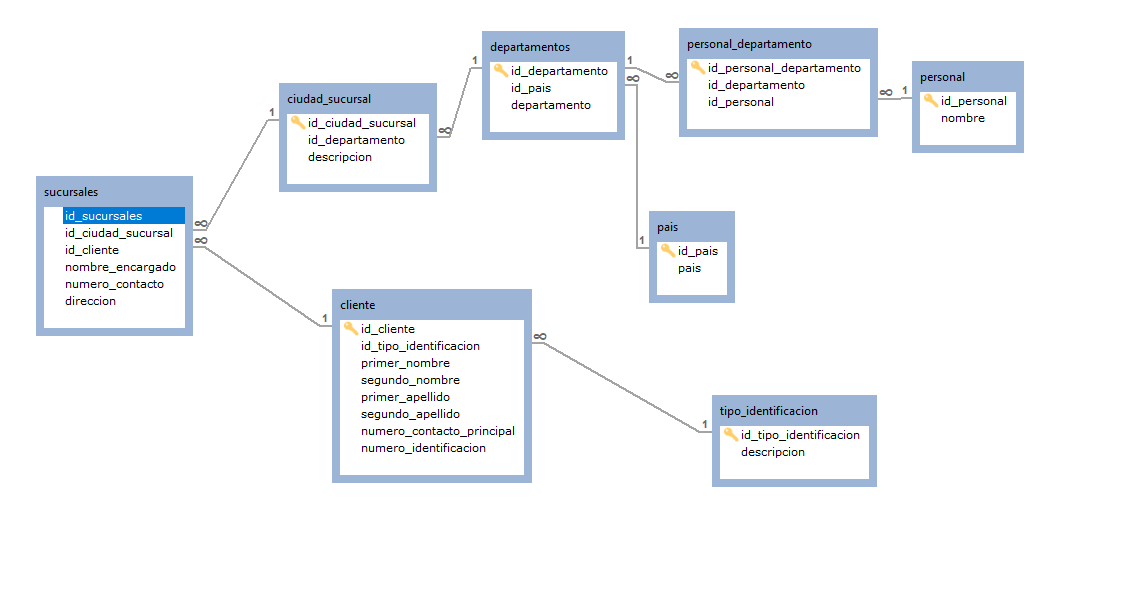 departamentos
id_departamento
id_pais
departamento
personal_departamento
id_personal_departamento
id_departamento
id_personal
personal
id_personal
nombre
ciudad_sucursal
id_ciudad_sucursal
id_departamento
descripcion
sucursales
id_sucursales
id_ciudad_sucursal
id_cliente
nombre_encargado
numero_contacto
direccion
pais
id_pais
pais
cliente
id_cliente
id_tipo_identificacion
primer_nombre
segundo_nombre
primer_apellido
segundo_apellido
numero_contacto_principal
numero_identificacion
tipo_identificacion
id_tipo_identificacion
descripcion
1
∞
1
∞
1
∞
∞
1
∞
1
∞
1
∞
1